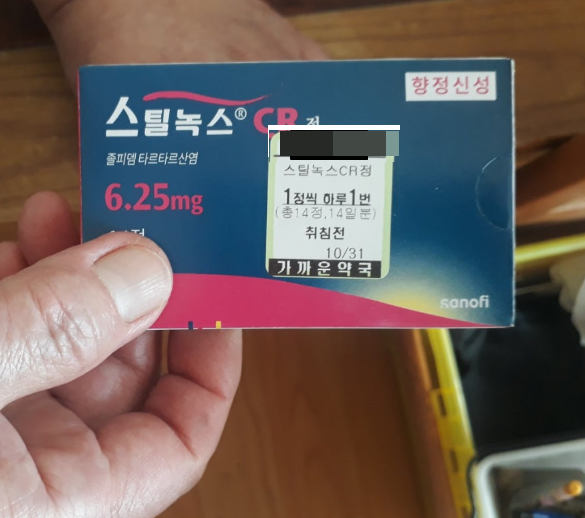 향정신성
스틸녹스® CR 정
졸피뎀 타르타르산염
6.25mg
스틸녹스CR정
1정씩 하루1번
(총14정,14일분)
취침전
10/31
가까운약국
sanofi